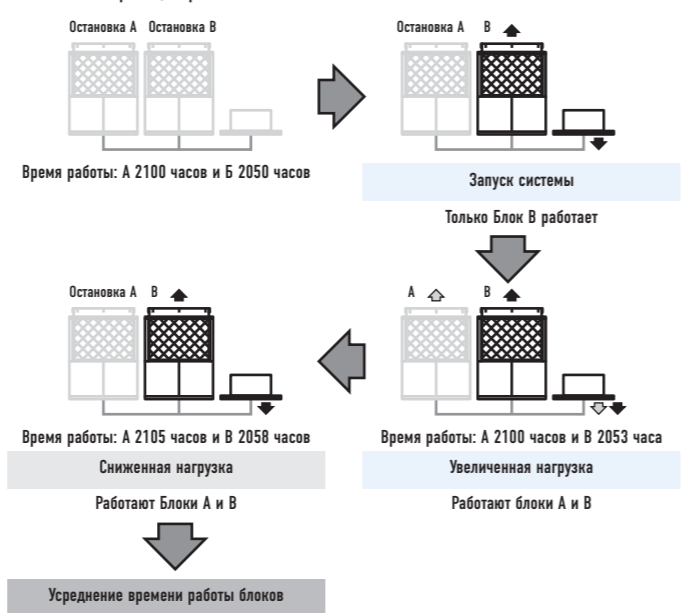 Остановка А Остановка В
Остановка А В
Время работы: А 2100 часов и Б 2050 часов
Запуск системы
Только Блок В работает
Остановка А В
А В
Время работы: А 2105 часов и В 2058 часов
Время работы: А 2100 часов и В 2053 часа
Сниженная нагрузка
Увеличенная нагрузка
Работают Блоки А и В
Работают блоки А и В
Усреднение времени работы блоков